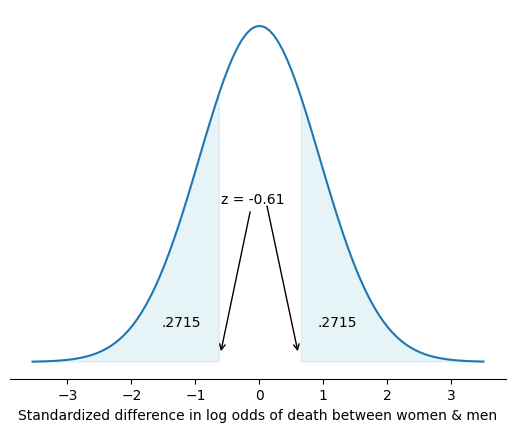 z = -0.61
.2715 .2715
−3 −2 −1 0 1 2 3
Standardized difference in log odds of death between women & men